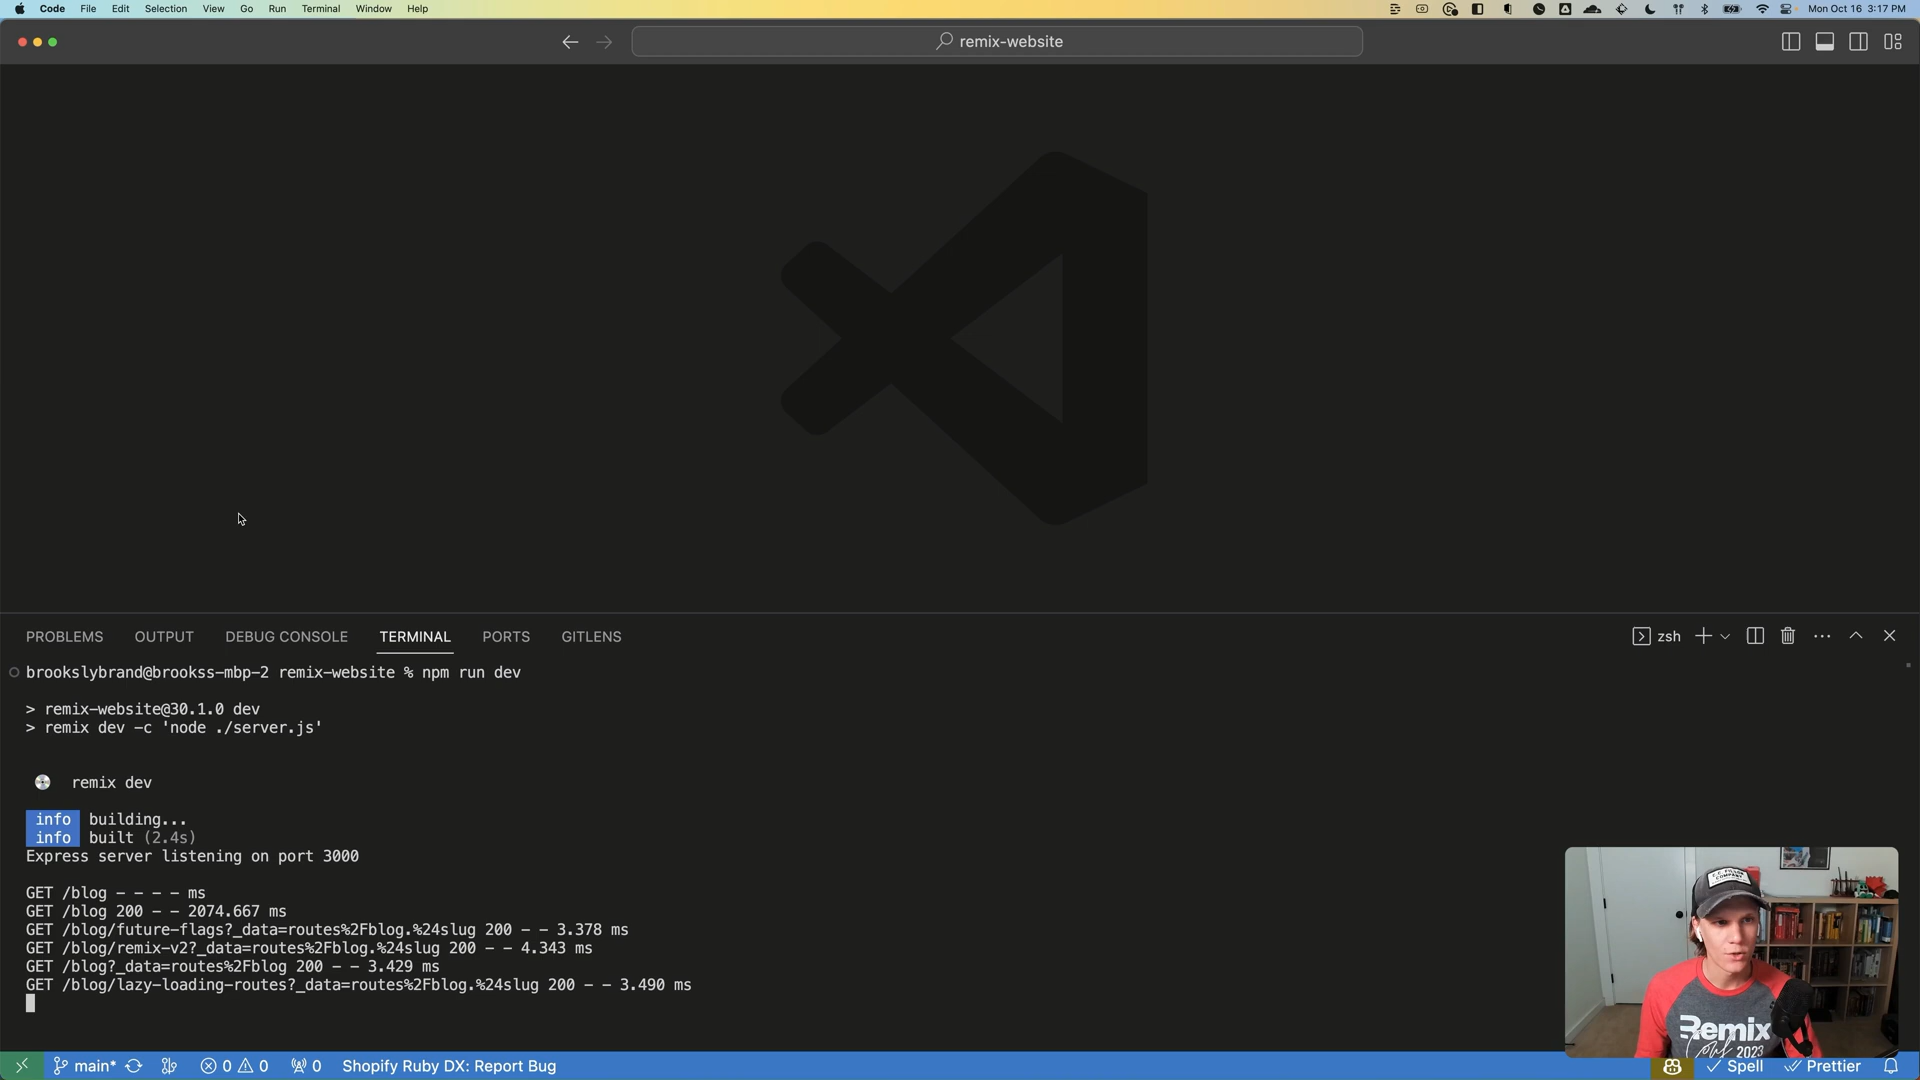 Code File Edit Selection View Go Run Terminal Window Help Mon Oct 16 3:17 PM
remix-website
PROBLEMS OUTPUT DEBUG CONSOLE TERMINAL PORTS GITLENS zsh
brookslybrand@brookss-mbp-2 remix-website % npm run dev
> remix-website@30.1.0 dev
> remix dev -c 'node ./server.js'
remix dev
info building...
info built (2.4s)
Express server listening on port 3000
GET /blog - - - - ms
GET /blog 200 - - 2074.667 ms
GET /blog/future-flags?_data=routes%2Fblog.%24slug 200 - - 3.378 ms
GET /blog/remix-v2?_data=routes%2Fblog.%24slug 200 - - 4.343 ms
GET /blog?_data=routes%2Fblog 200 - - 3.429 ms
GET /blog/lazy-loading-routes?_data=routes%2Fblog.%24slug 200 - - 3.490 ms
Remix
Conf 2023
main* 0 0 0 Shopify Ruby DX: Report Bug Spell Prettier